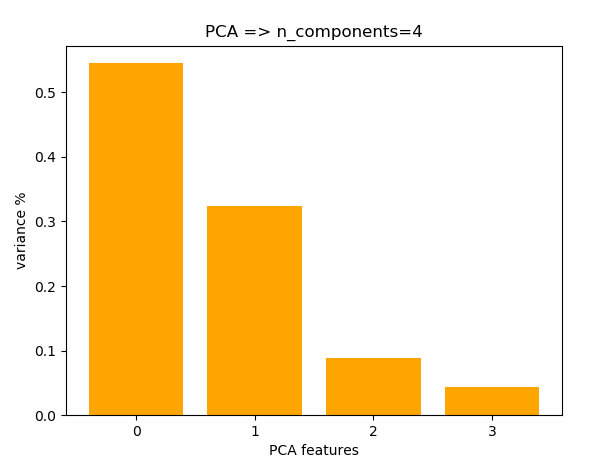 PCA => n_components=4
variance %
0.5
0.4
0.3
0.2
0.1
0.0
0 1 2 3
PCA features